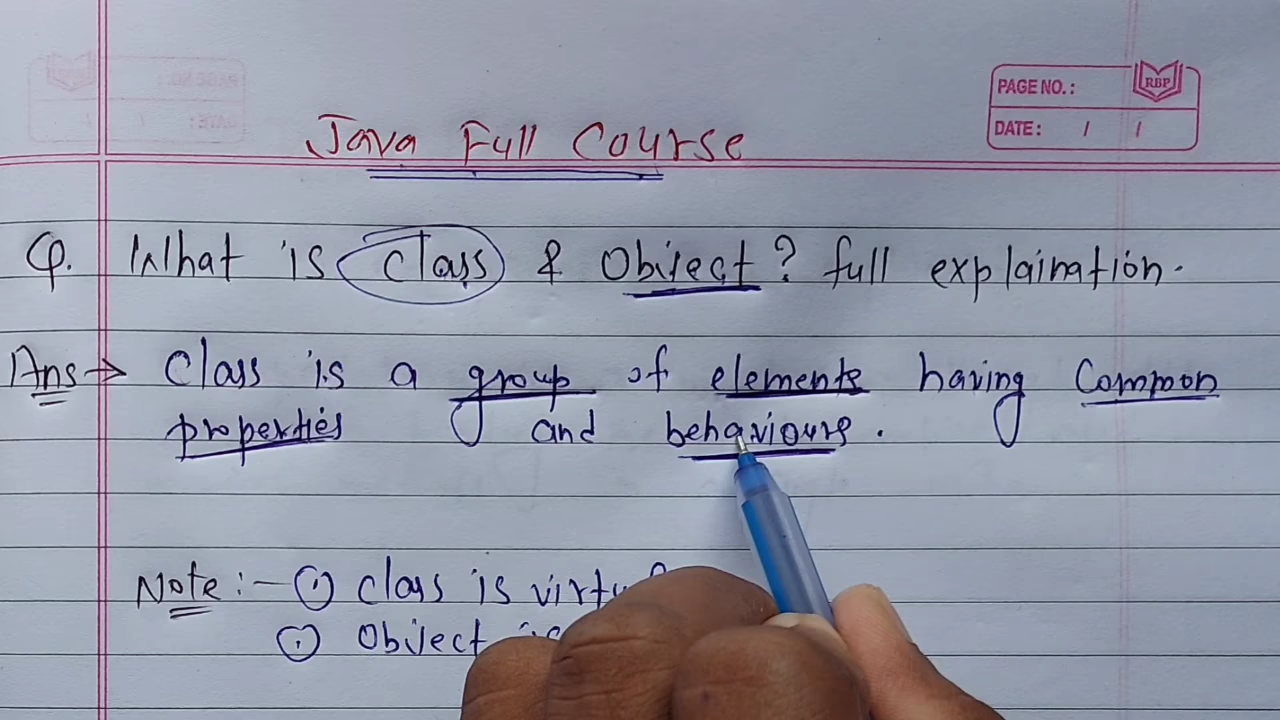 PAGE NO. :
RBP
DATE : / /
Java Full Course
Q. What is Class & Object? full explaination.
Ans → Class is a group of elements having Common
properties and behaviours.
Note :- ① Class is
① Object